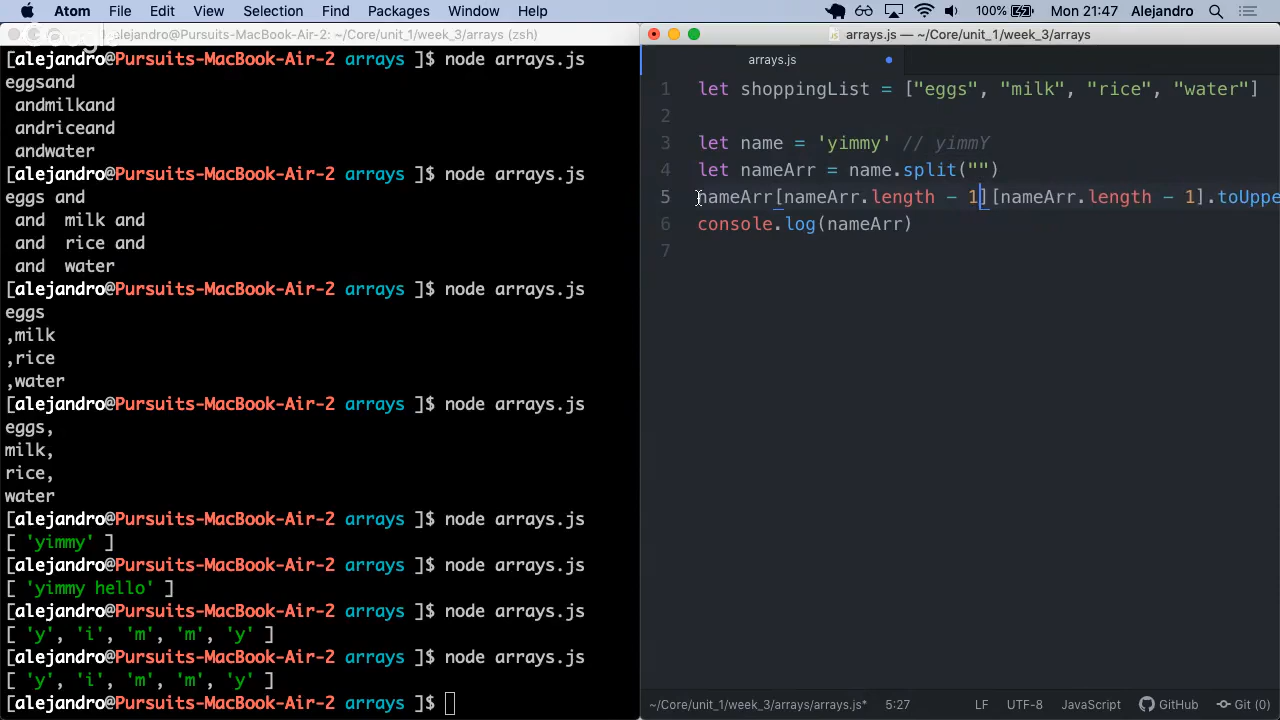 Atom File Edit View Selection Find Packages Window Help 100% Mon 21:47 Alejandro
alejandro@Pursuits-MacBook-Air-2: ~/Core/unit_1/week_3/arrays (zsh)
[alejandro@Pursuits-MacBook-Air-2 arrays ]$ node arrays.js
eggsand
 andmilkand
 andriceand
 andwater
[alejandro@Pursuits-MacBook-Air-2 arrays ]$ node arrays.js
eggs and
 and  milk and
 and  rice and
 and  water
[alejandro@Pursuits-MacBook-Air-2 arrays ]$ node arrays.js
eggs
,milk
,rice
,water
[alejandro@Pursuits-MacBook-Air-2 arrays ]$ node arrays.js
eggs,
milk,
rice,
water
[alejandro@Pursuits-MacBook-Air-2 arrays ]$ node arrays.js
[ 'yimmy' ]
[alejandro@Pursuits-MacBook-Air-2 arrays ]$ node arrays.js
[ 'yimmy hello' ]
[alejandro@Pursuits-MacBook-Air-2 arrays ]$ node arrays.js
[ 'y', 'i', 'm', 'm', 'y' ]
[alejandro@Pursuits-MacBook-Air-2 arrays ]$ node arrays.js
[ 'y', 'i', 'm', 'm', 'y' ]
[alejandro@Pursuits-MacBook-Air-2 arrays ]$
arrays.js — ~/Core/unit_1/week_3/arrays
arrays.js
1 let shoppingList = ["eggs", "milk", "rice", "water"]
2
3 let name = 'yimmy' // yimmY
4 let nameArr = name.split("")
5 nameArr[nameArr.length - 1][nameArr.length - 1].toUppe
6 console.log(nameArr)
7
~/Core/unit_1/week_3/arrays/arrays.js* 5:27 LF UTF-8 JavaScript GitHub Git (0)